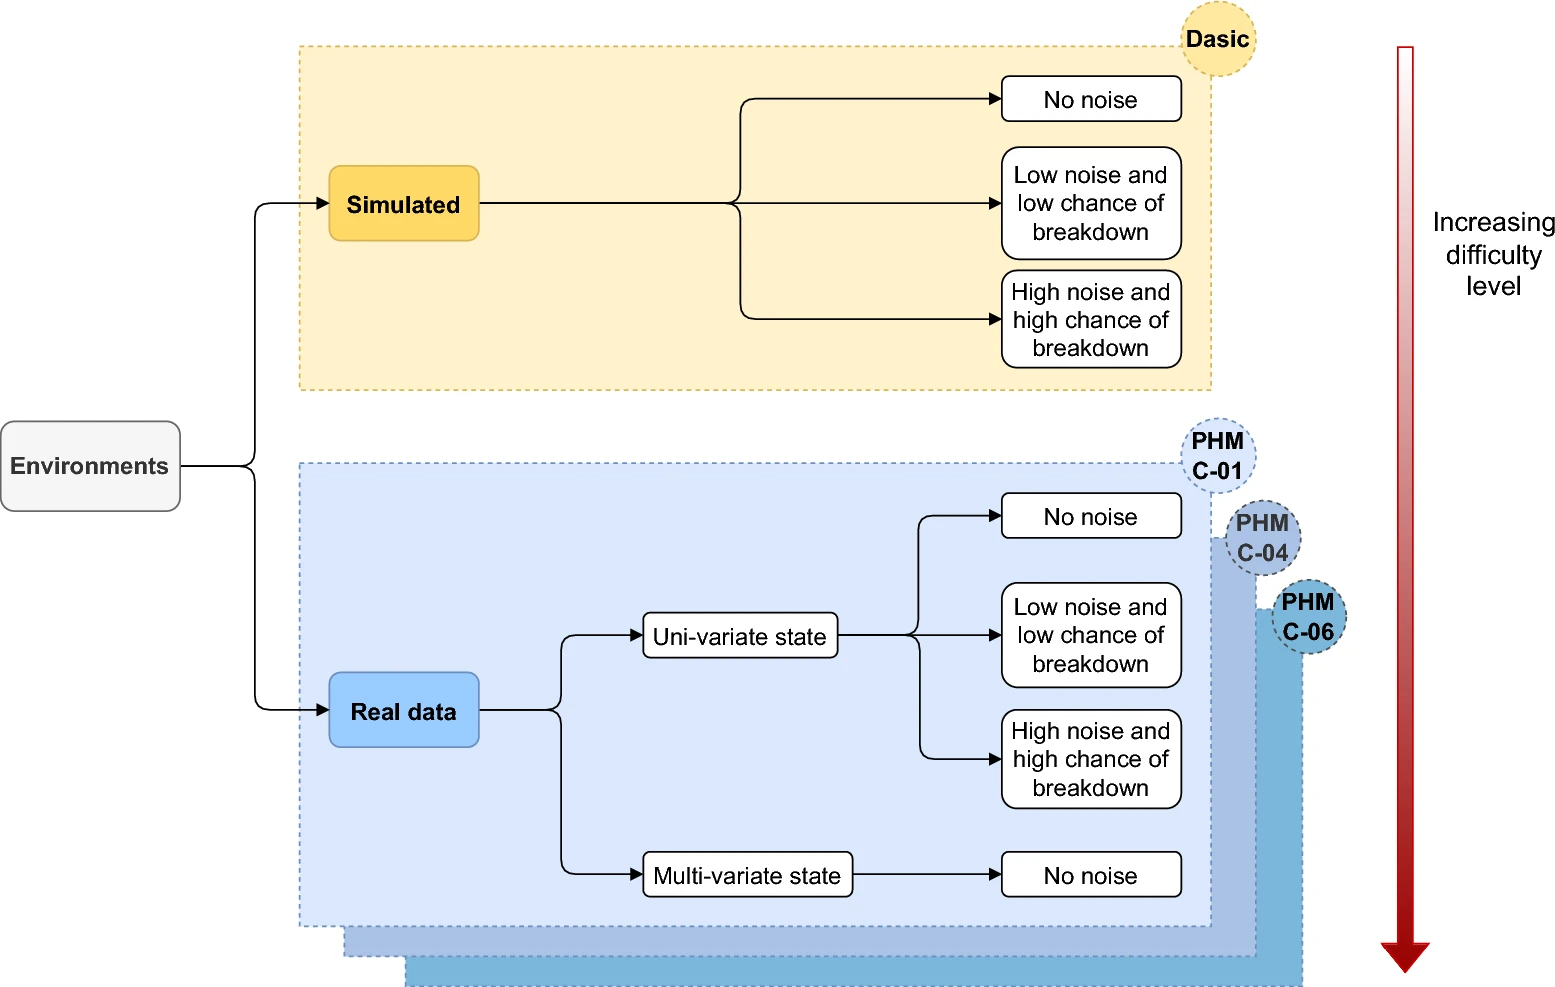 Dasic
No noise
Low noise and
low chance of
breakdown
Simulated
High noise and
high chance of
breakdown
Increasing
difficulty
level
Environments
PHM
C-01
No noise
PHM
C-04
Low noise and
low chance of
breakdown
PHM
C-06
Uni-variate state
Real data
High noise and
high chance of
breakdown
Multi-variate state
No noise